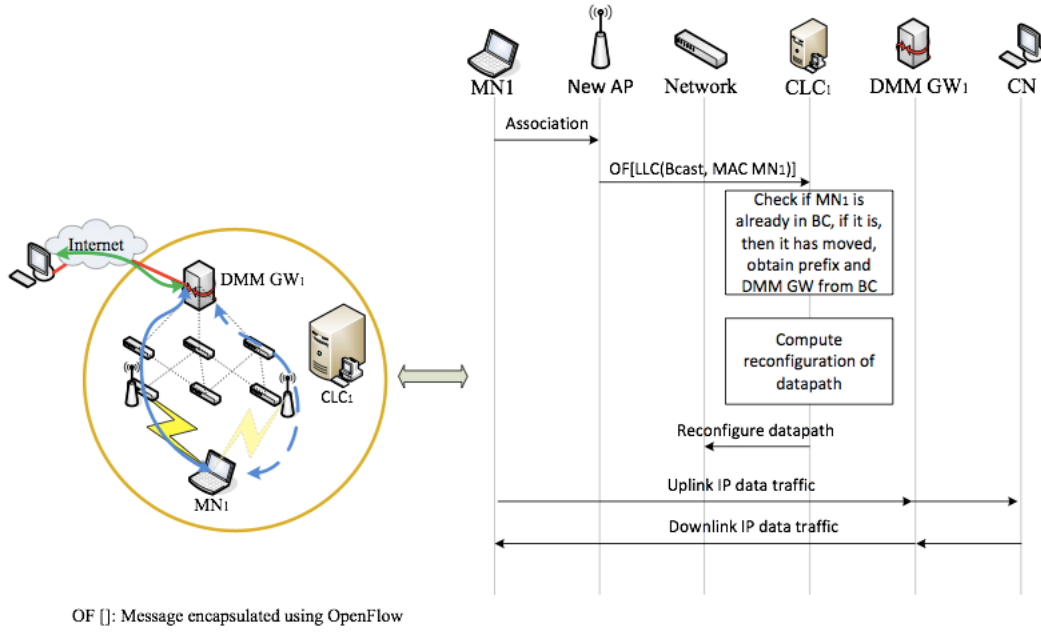 MN1
New AP
Network
CLC1
DMM GW1
CN
Association
OF[LLC(Bcast, MAC MN1)]
Check if MN1 is
already in BC, if it is,
then it has moved,
obtain prefix and
DMM GW from BC
Compute
reconfiguration of
datapath
Reconfigure datapath
Uplink IP data traffic
Downlink IP data traffic
Internet
DMM GW1
CLC1
MN1
OF []: Message encapsulated using OpenFlow